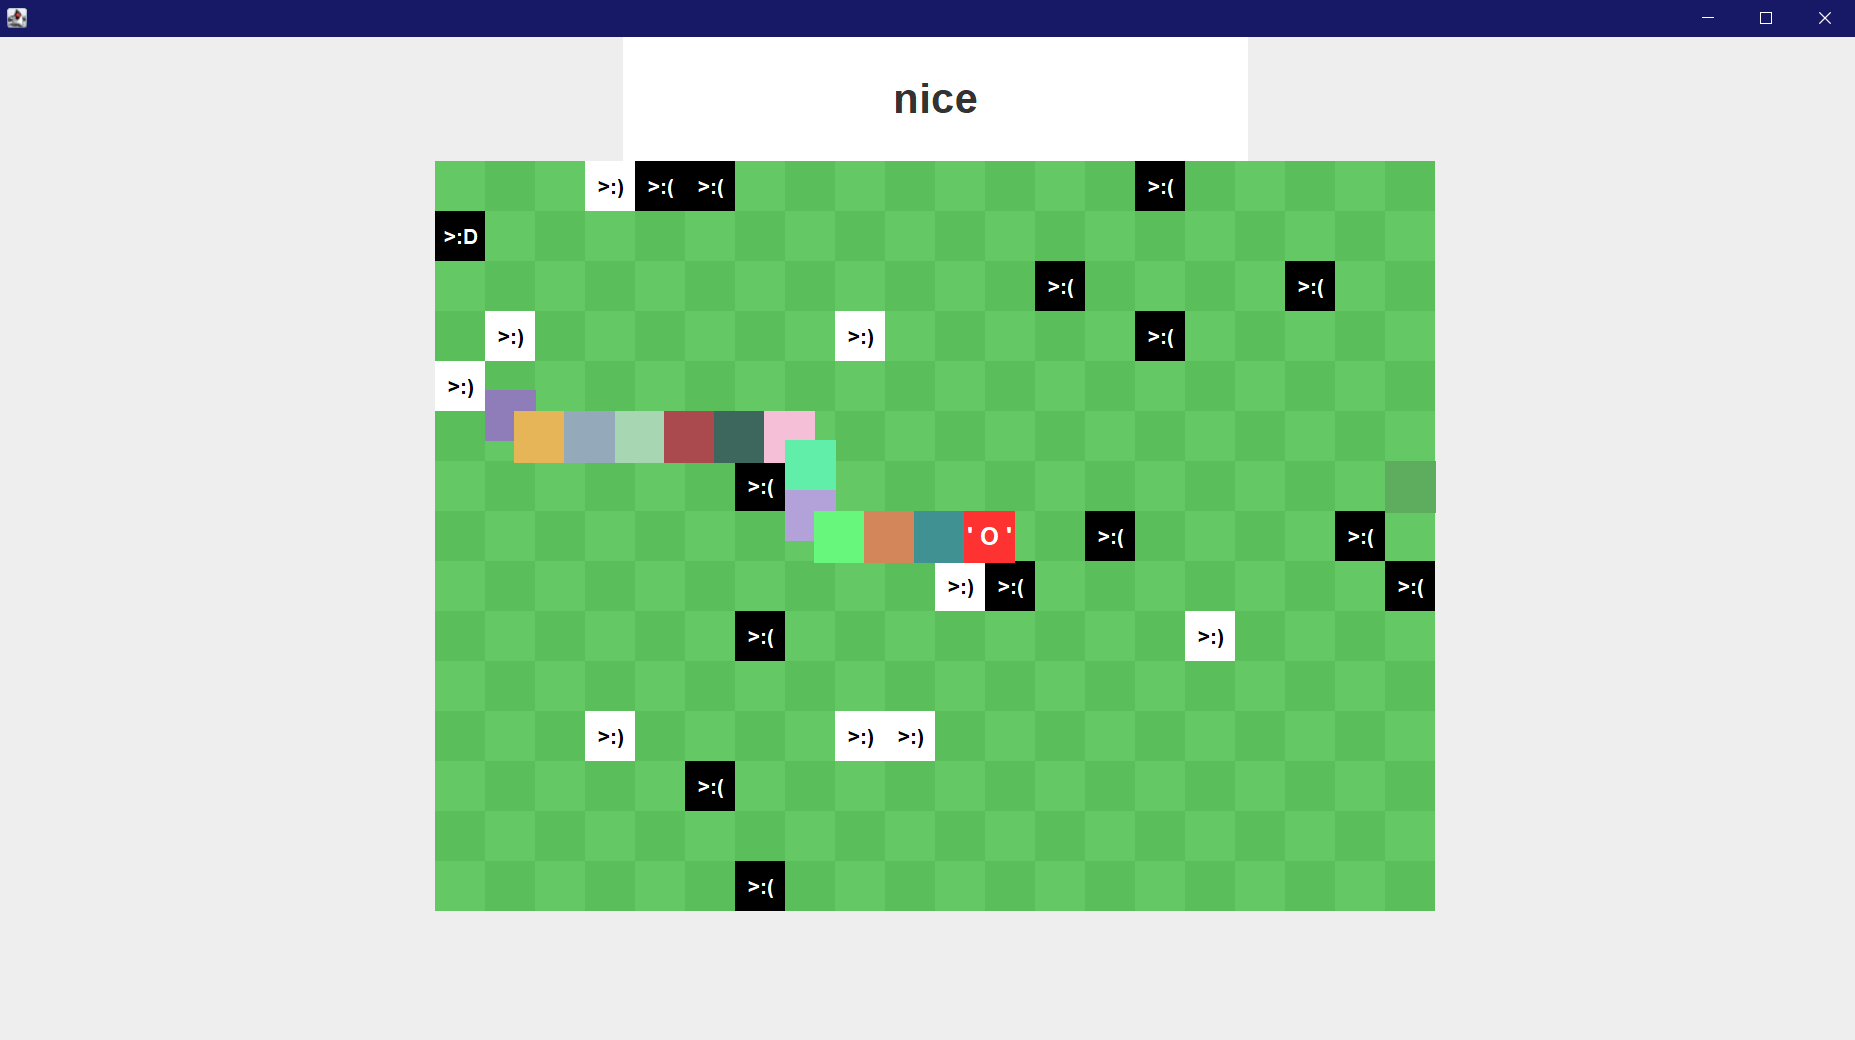 nice
>:) >:( >:( >:(
>:D
>:( >:(
>:) >:) >:(
>:)
>:(
' O ' >:( >:(
>:) >:( >:(
>:( >:)
>:) >:) >:)
>:(
>:(